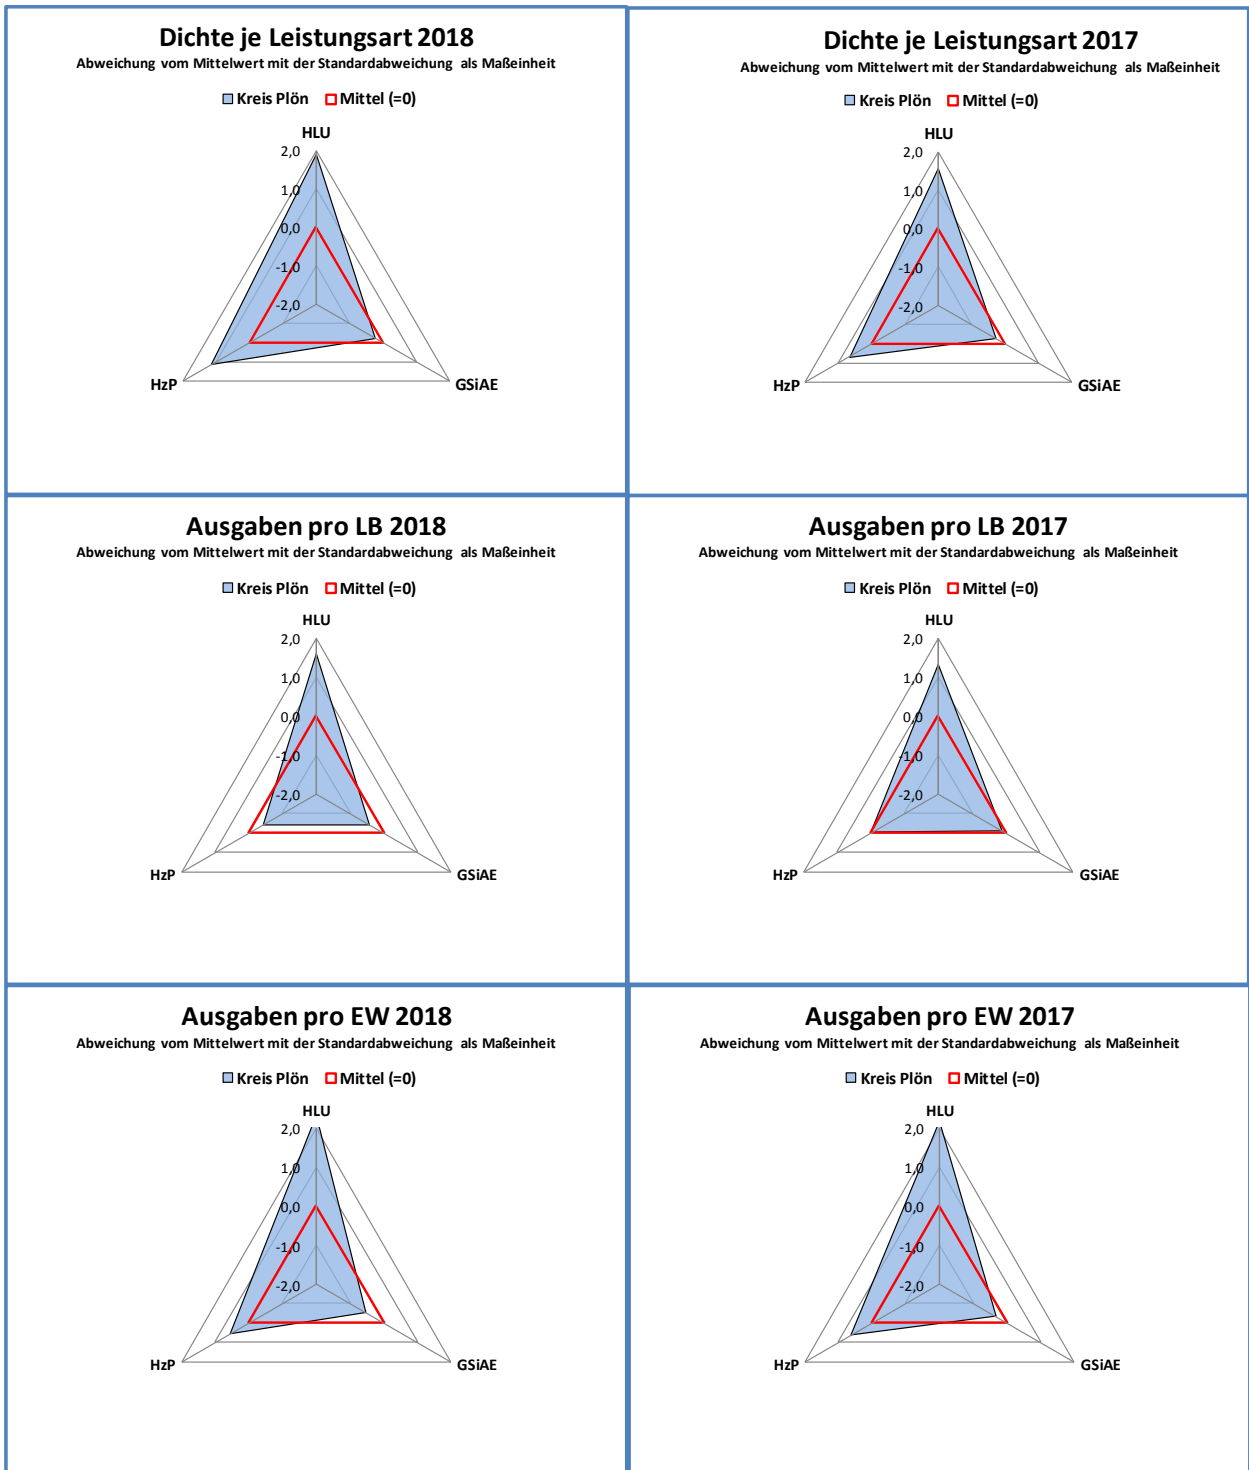 Dichte je Leistungsart 2018
Abweichung vom Mittelwert mit der Standardabweichung als Maßeinheit
Kreis Plön Mittel (=0)
HLU
2,0
1,0
0,0
-1,0
-2,0
HzP
GSiAE
Dichte je Leistungsart 2017
Abweichung vom Mittelwert mit der Standardabweichung als Maßeinheit
Kreis Plön Mittel (=0)
HLU
2,0
1,0
0,0
-1,0
-2,0
HzP
GSiAE
Ausgaben pro LB 2018
Abweichung vom Mittelwert mit der Standardabweichung als Maßeinheit
Kreis Plön Mittel (=0)
HLU
2,0
1,0
0,0
-1,0
-2,0
HzP
GSiAE
Ausgaben pro LB 2017
Abweichung vom Mittelwert mit der Standardabweichung als Maßeinheit
Kreis Plön Mittel (=0)
HLU
2,0
1,0
0,0
-1,0
-2,0
HzP
GSiAE
Ausgaben pro EW 2018
Abweichung vom Mittelwert mit der Standardabweichung als Maßeinheit
Kreis Plön Mittel (=0)
HLU
2,0
1,0
0,0
-1,0
-2,0
HzP
GSiAE
Ausgaben pro EW 2017
Abweichung vom Mittelwert mit der Standardabweichung als Maßeinheit
Kreis Plön Mittel (=0)
HLU
2,0
1,0
0,0
-1,0
-2,0
HzP
GSiAE